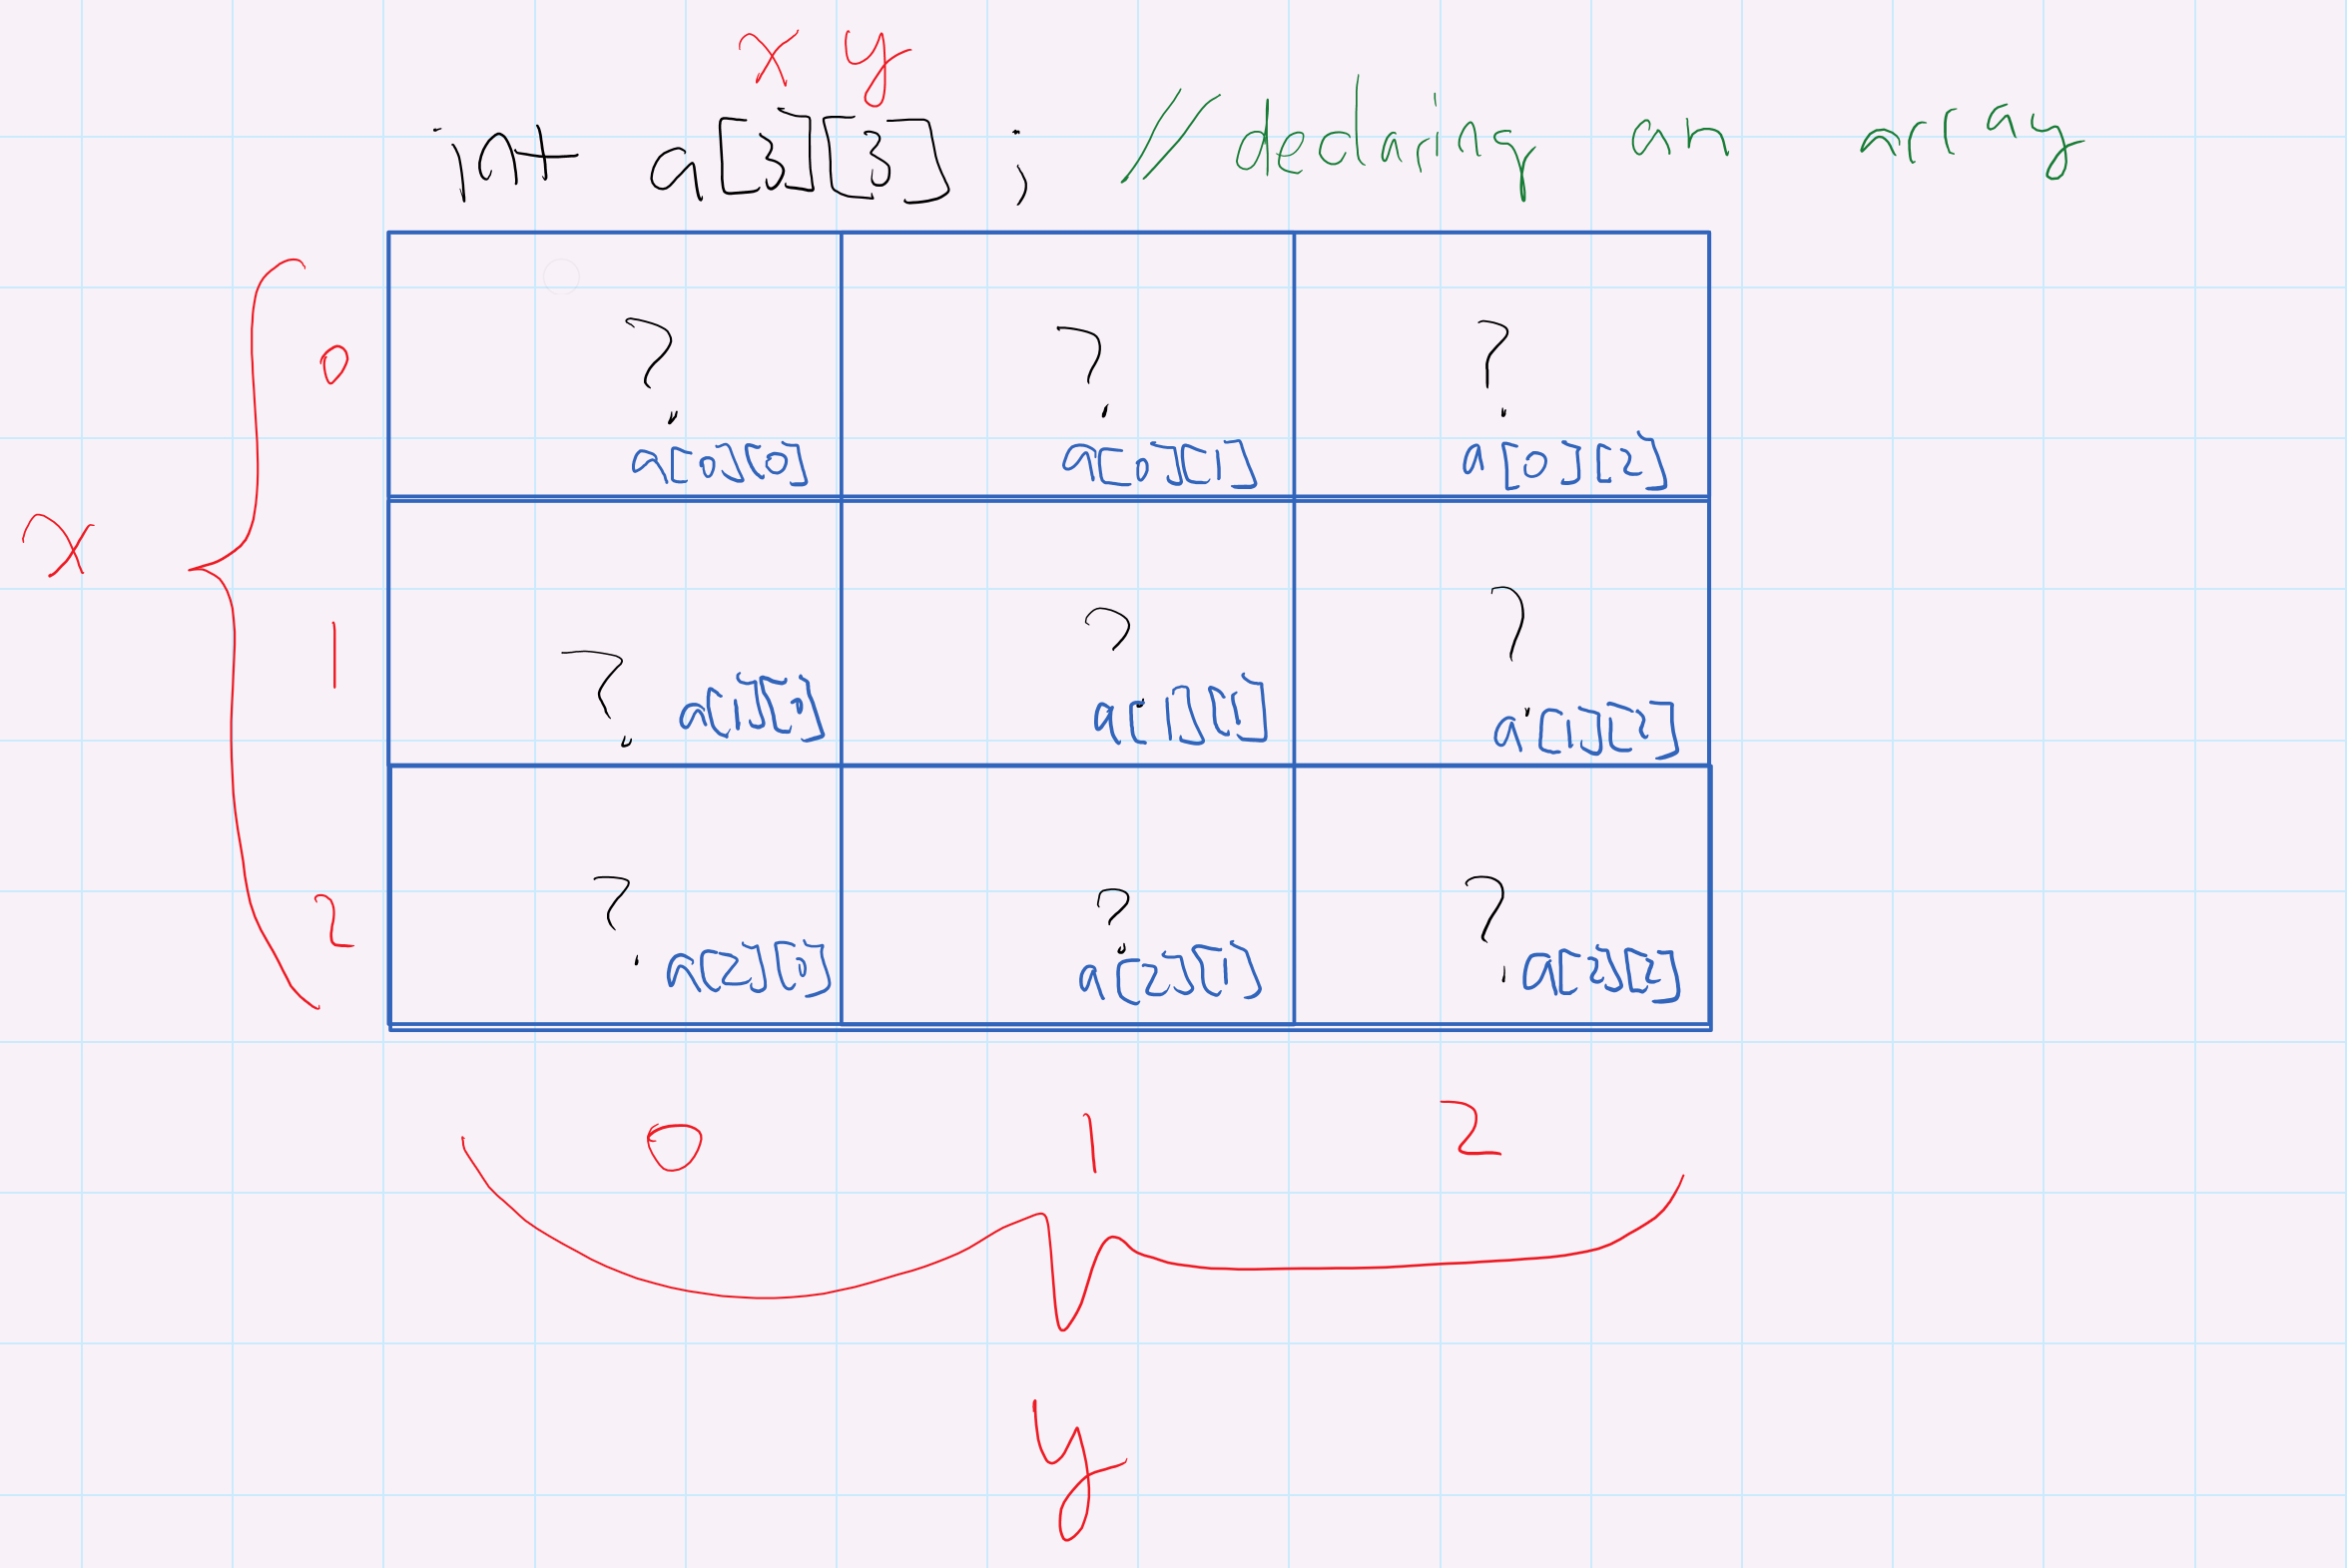 x y
int a[3][3] ; // declaring an array
0 ? ? ?
a[0][0] a[0][1] a[0][2]
x
1 ? ? ?
a[1][0] a[1][1] a[1][2]
2 ? ? ?
a[2][0] a[2][1] a[2][2]
0 1 2
y